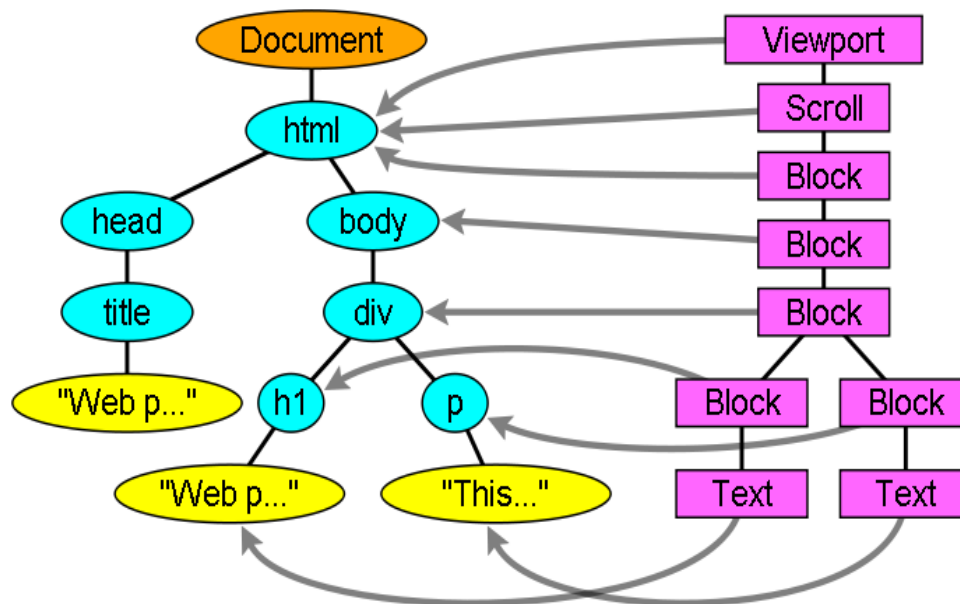 Document
Viewport
html
Scroll
Block
head
body
Block
title
div
Block
"Web p..."
h1
p
Block
Block
"Web p..."
"This..."
Text
Text